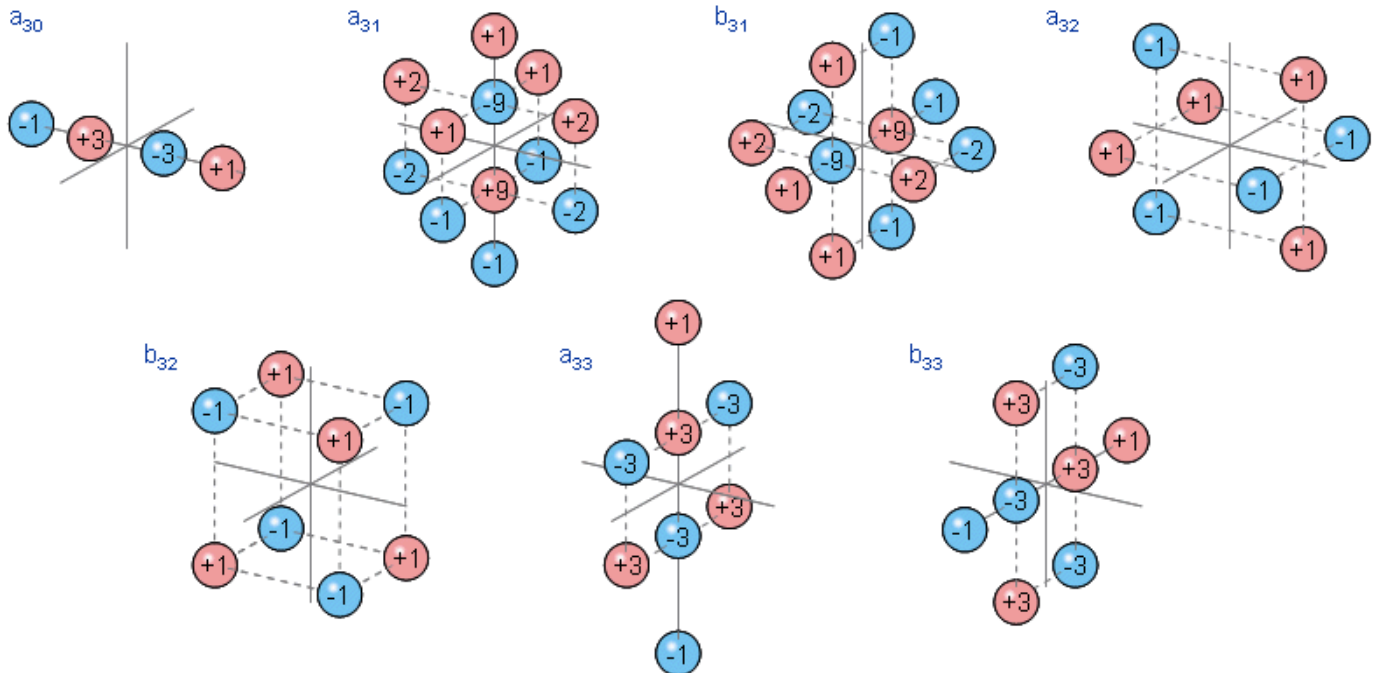 a30 a31 b31 a32
+1 -1
-1 +1 +1
+2 +1
-9 -1 +1
-2
-1 +3 +1 +2 +9 +1 -1
-3 +2 -2 +1
+1 -2 -1 -9
+9 +1 +2 -1
-1 -2 -1 -1
+1 +1
-1
+1
b32 a33 b33
+1 -3
-1 -1 -3 +3
+1 +3 +1
-3 +3
-1 +3 -3 -1
+1 +1 -3 -3
-1 +3 +3
-1